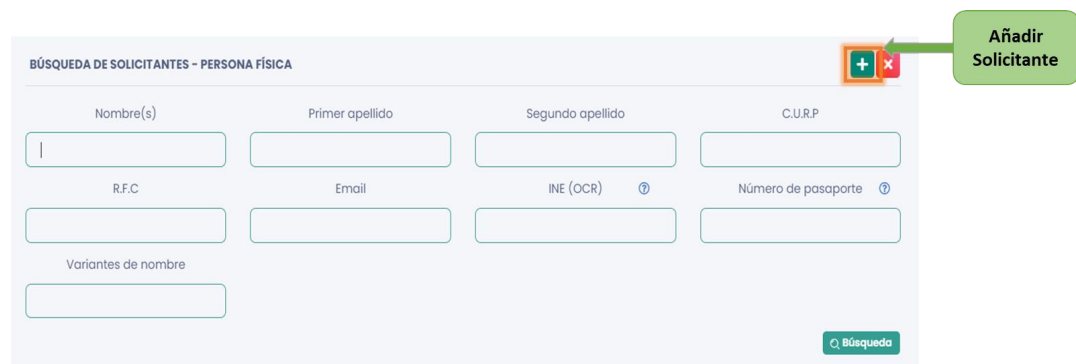 Añadir
Solicitante
BÚSQUEDA DE SOLICITANTES - PERSONA FÍSICA
Nombre(s)
Primer apellido
Segundo apellido
C.U.R.P
R.F.C
Email
INE (OCR)
Número de pasaporte
Variantes de nombre
Búsqueda